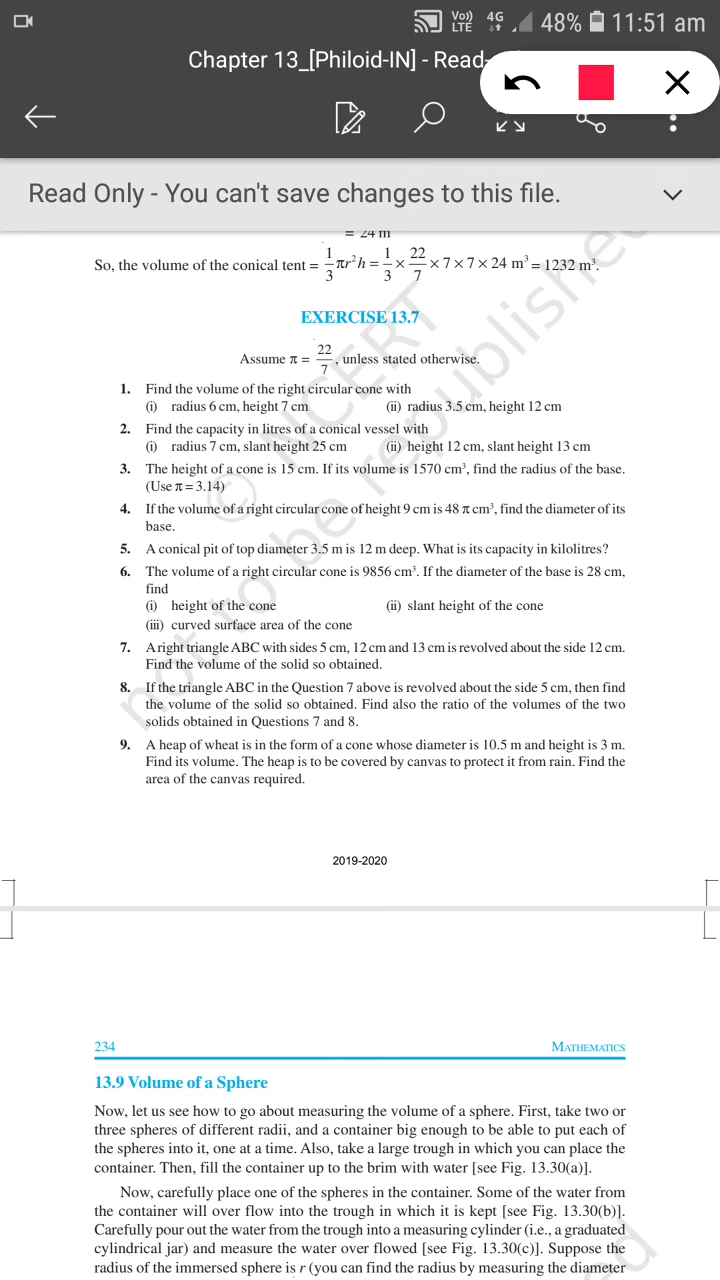 Vo) 4G 48% 11:51 am
LTE
Chapter 13_[Philoid-IN] - Read-
Read Only - You can't save changes to this file.
= 24 m
So, the volume of the conical tent = 1/3 πr²h = 1/3 × 22/7 × 7 × 7 × 24 m³ = 1232 m³.
EXERCISE 13.7
Assume π = 22/7, unless stated otherwise.
1. Find the volume of the right circular cone with
(i) radius 6 cm, height 7 cm (ii) radius 3.5 cm, height 12 cm
2. Find the capacity in litres of a conical vessel with
(i) radius 7 cm, slant height 25 cm (ii) height 12 cm, slant height 13 cm
3. The height of a cone is 15 cm. If its volume is 1570 cm³, find the radius of the base.
(Use π = 3.14)
4. If the volume of a right circular cone of height 9 cm is 48 π cm³, find the diameter of its
base.
5. A conical pit of top diameter 3.5 m is 12 m deep. What is its capacity in kilolitres?
6. The volume of a right circular cone is 9856 cm³. If the diameter of the base is 28 cm,
find
(i) height of the cone (ii) slant height of the cone
(iii) curved surface area of the cone
7. A right triangle ABC with sides 5 cm, 12 cm and 13 cm is revolved about the side 12 cm.
Find the volume of the solid so obtained.
8. If the triangle ABC in the Question 7 above is revolved about the side 5 cm, then find
the volume of the solid so obtained. Find also the ratio of the volumes of the two
solids obtained in Questions 7 and 8.
9. A heap of wheat is in the form of a cone whose diameter is 10.5 m and height is 3 m.
Find its volume. The heap is to be covered by canvas to protect it from rain. Find the
area of the canvas required.
© NCERT
not to be republished
2019-2020
234 MATHEMATICS
13.9 Volume of a Sphere
Now, let us see how to go about measuring the volume of a sphere. First, take two or
three spheres of different radii, and a container big enough to be able to put each of
the spheres into it, one at a time. Also, take a large trough in which you can place the
container. Then, fill the container up to the brim with water [see Fig. 13.30(a)].
Now, carefully place one of the spheres in the container. Some of the water from
the container will over flow into the trough in which it is kept [see Fig. 13.30(b)].
Carefully pour out the water from the trough into a measuring cylinder (i.e., a graduated
cylindrical jar) and measure the water over flowed [see Fig. 13.30(c)]. Suppose the
radius of the immersed sphere is r (you can find the radius by measuring the diameter